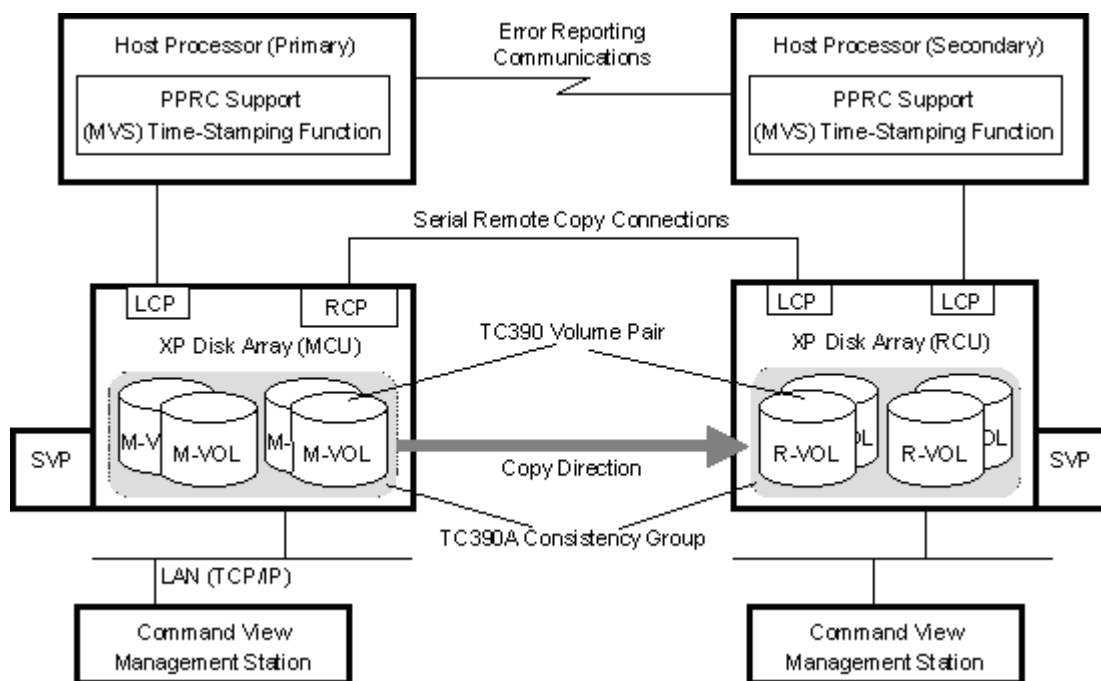 Host Processor (Primary)
PPRC Support
(MVS) Time-Stamping Function
Error Reporting
Communications
Host Processor (Secondary)
PPRC Support
(MVS) Time-Stamping Function
Serial Remote Copy Connections
LCP
RCP
LCP
LCP
XP Disk Array (MCU)
TC390 Volume Pair
XP Disk Array (RCU)
SVP
M-V
M-VOL
M-
M-VOL
Copy Direction
R-VOL
OL
R-VOL
OL
SVP
TC390A Consistency Group
LAN (TCP/IP)
Command View
Management Station
Command View
Management Station